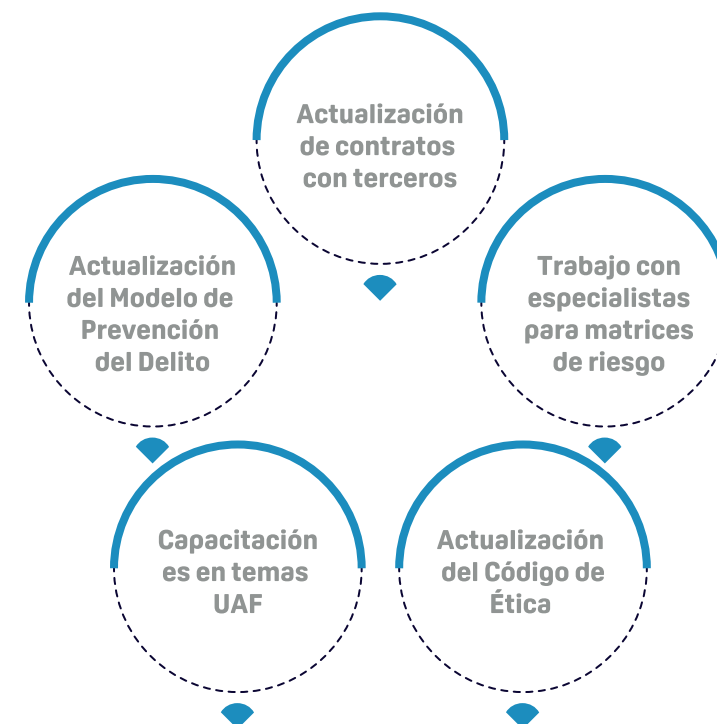 Actualización
de contratos
con terceros
Actualización
del Modelo de
Prevención
del Delito
Trabajo con
especialistas
para matrices
de riesgo
Capacitación
es en temas
UAF
Actualización
del Código de
Ética